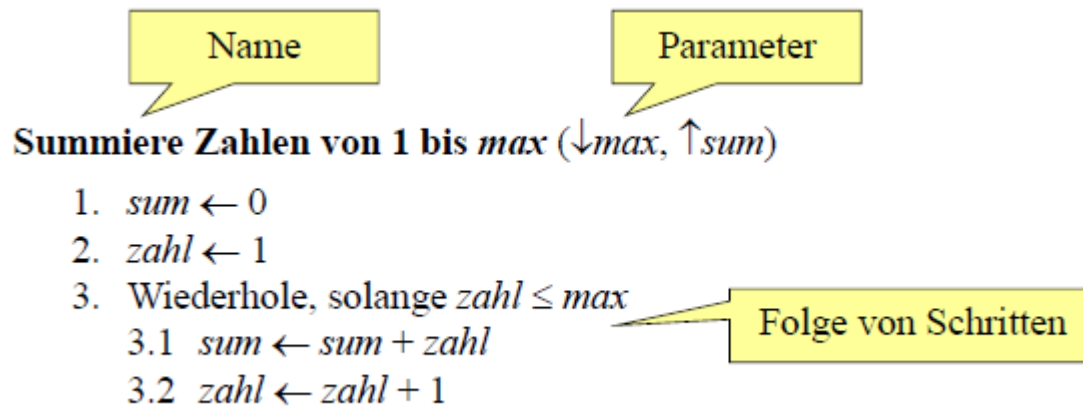 Name
Parameter
Summiere Zahlen von 1 bis max (↓max, ↑sum)
1. sum ← 0
2. zahl ← 1
3. Wiederhole, solange zahl ≤ max
3.1 sum ← sum + zahl
Folge von Schritten
3.2 zahl ← zahl + 1